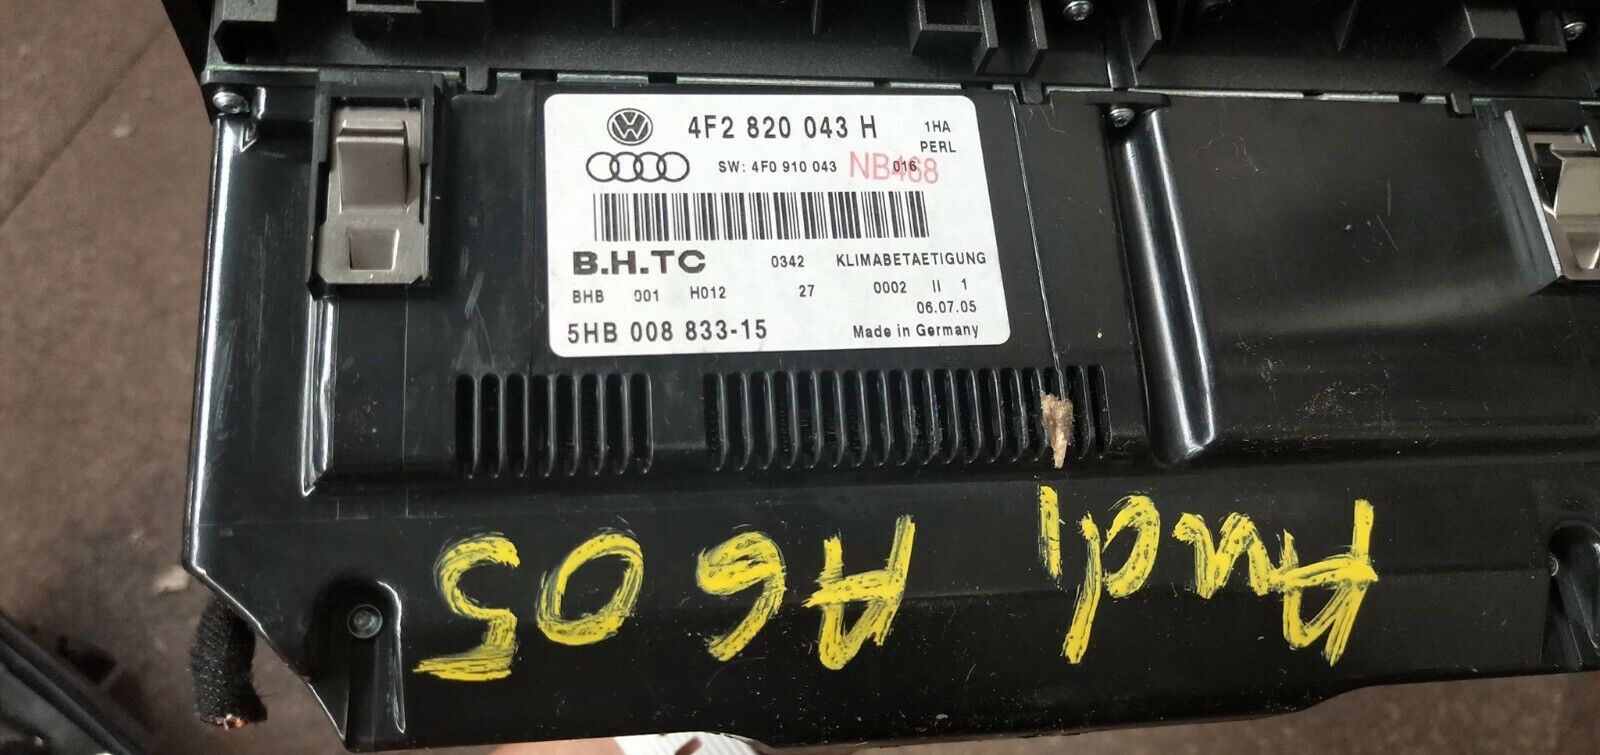 4F2 820 043 H 1HA
PERL
SW: 4F0 910 043 016
NB468
B.H.TC 0342 KLIMABETAETIGUNG
BHB 001 H012 27 0002 II 1
06.07.05
5HB 008 833-15 Made in Germany
Audi A6 05